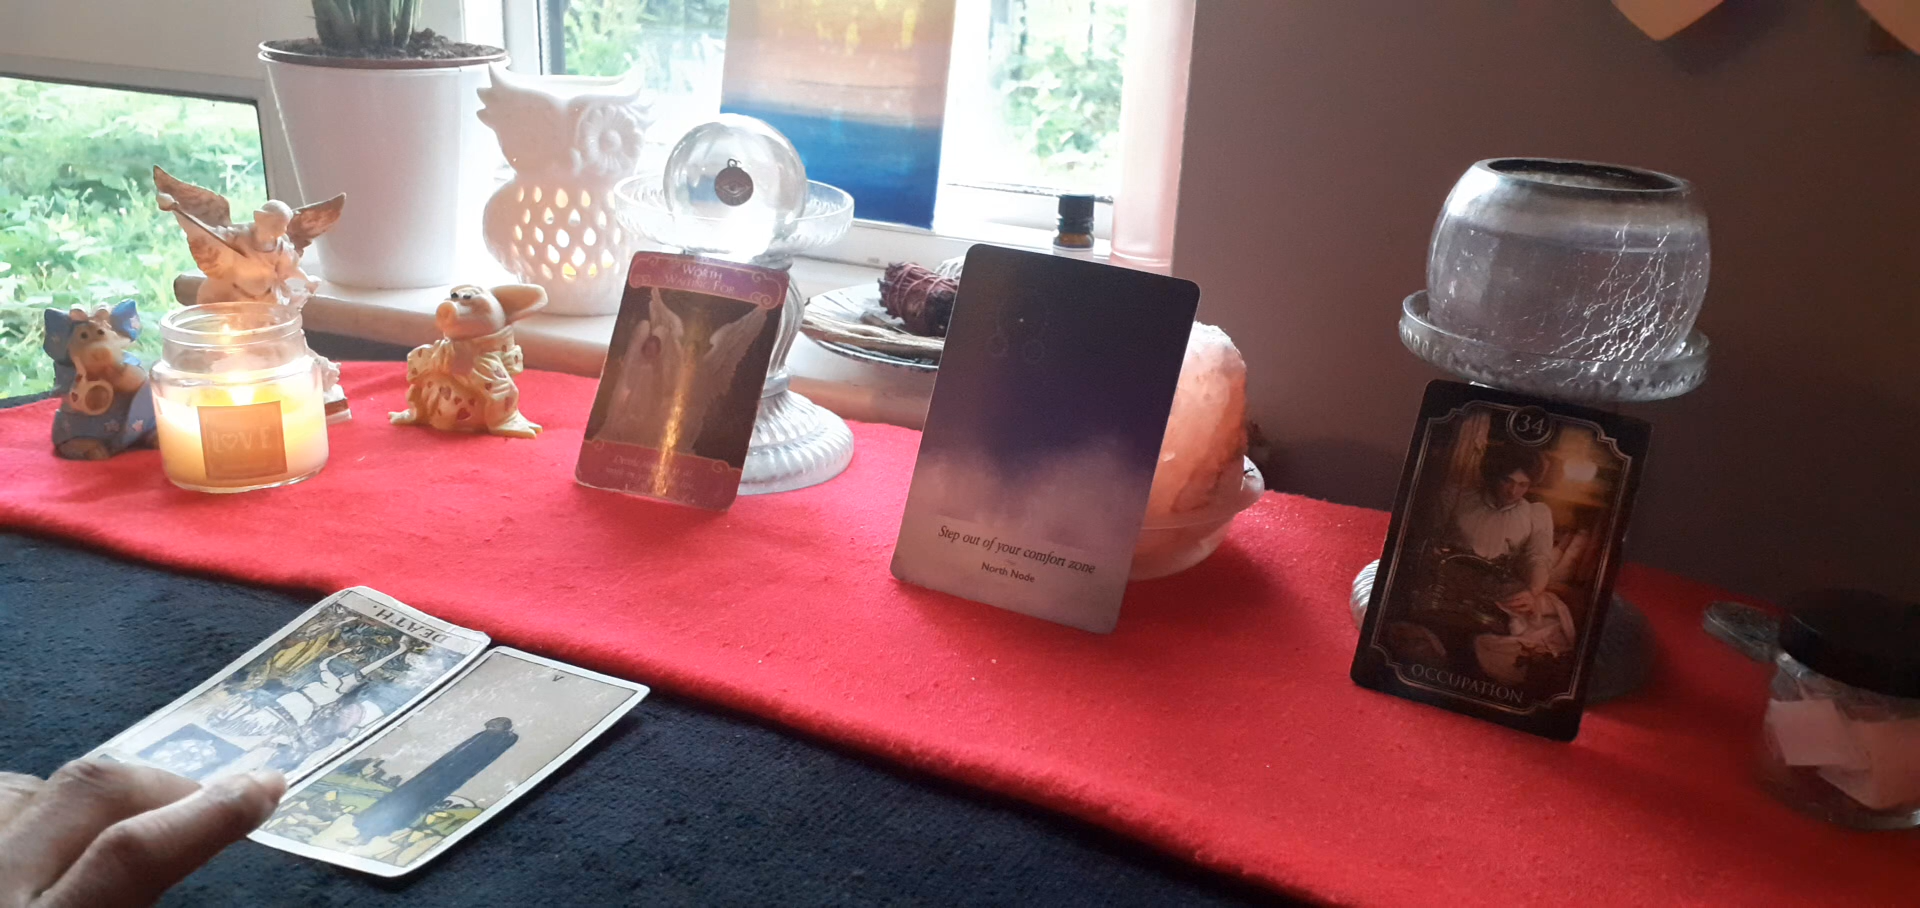 LOVE
WORTH
WAITING FOR
Step out of your comfort zone
North Node
34
OCCUPATION
DEATH.
V